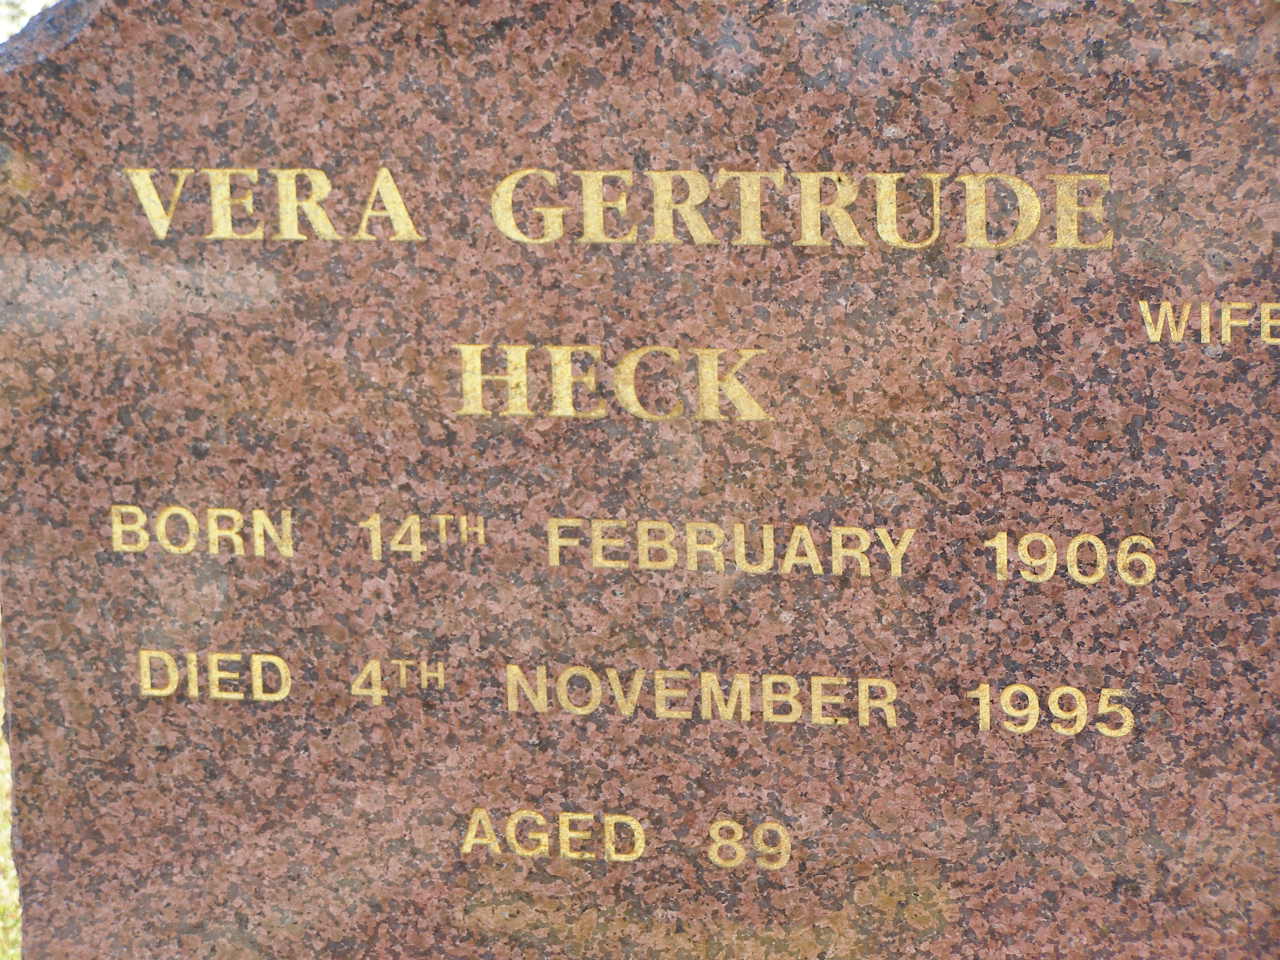 VERA GERTRUDE
HECK
WIFE
BORN 14TH FEBRUARY 1906
DIED 4TH NOVEMBER 1995
AGED 89